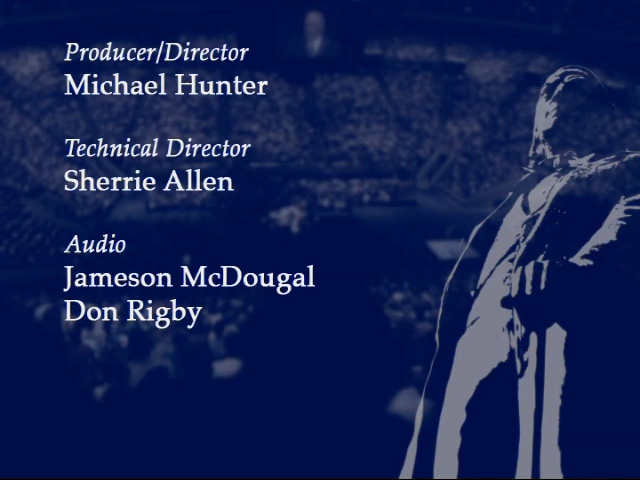 Producer/Director
Michael Hunter
Technical Director
Sherrie Allen
Audio
Jameson McDougal
Don Rigby